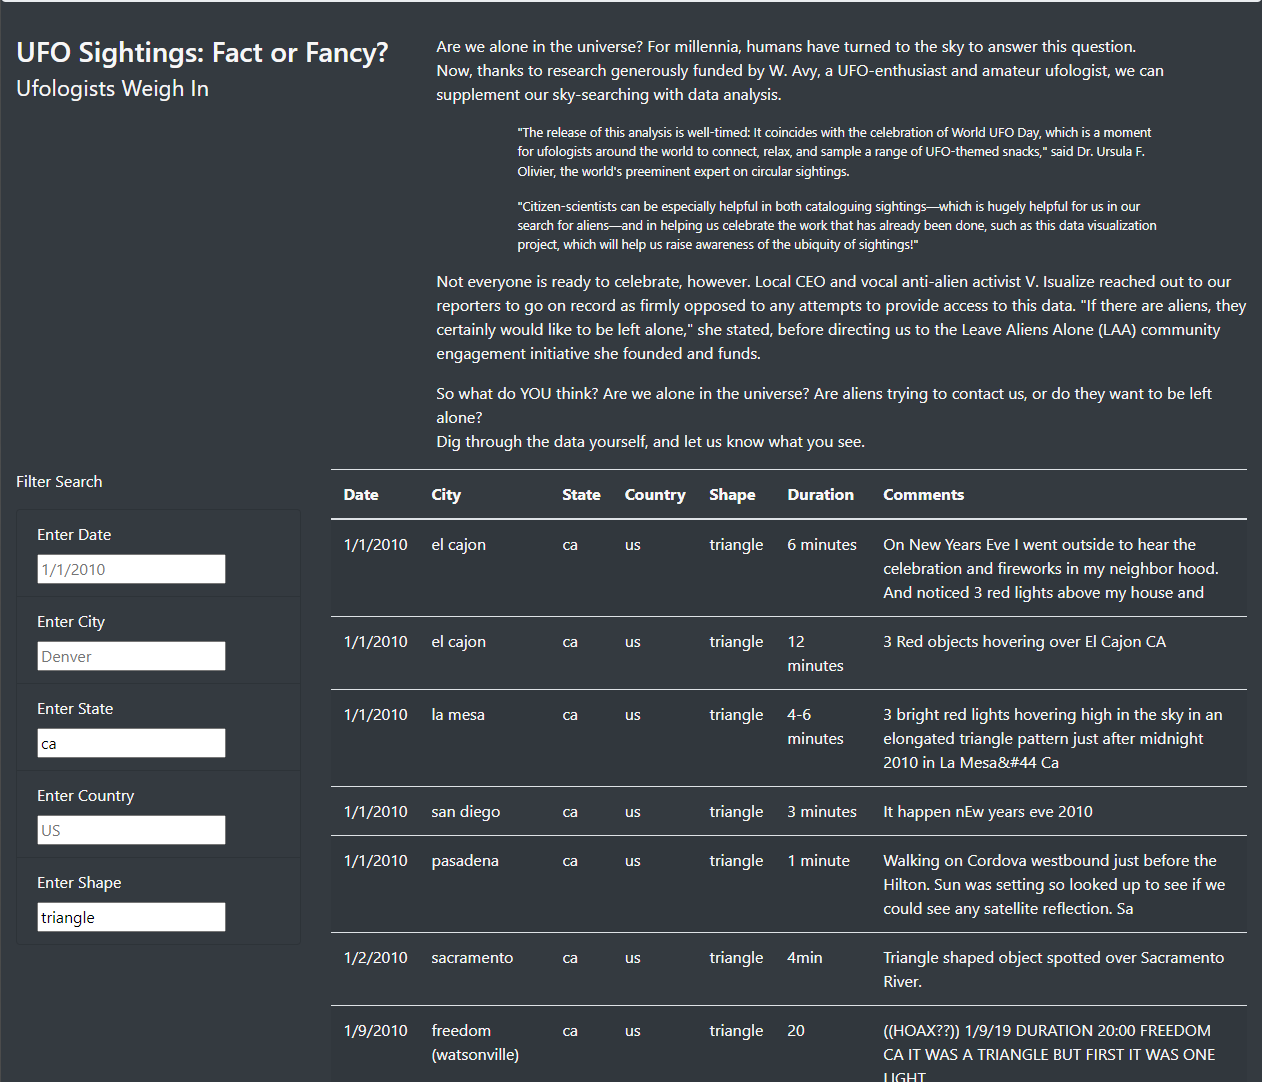 UFO Sightings: Fact or Fancy?
Ufologists Weigh In
Are we alone in the universe? For millennia, humans have turned to the sky to answer this question.
Now, thanks to research generously funded by W. Avy, a UFO-enthusiast and amateur ufologist, we can
supplement our sky-searching with data analysis.
"The release of this analysis is well-timed: It coincides with the celebration of World UFO Day, which is a moment
for ufologists around the world to connect, relax, and sample a range of UFO-themed snacks," said Dr. Ursula F.
Olivier, the world's preeminent expert on circular sightings.
"Citizen-scientists can be especially helpful in both cataloguing sightings—which is hugely helpful for us in our
search for aliens—and in helping us celebrate the work that has already been done, such as this data visualization
project, which will help us raise awareness of the ubiquity of sightings!"
Not everyone is ready to celebrate, however. Local CEO and vocal anti-alien activist V. Isualize reached out to our
reporters to go on record as firmly opposed to any attempts to provide access to this data. "If there are aliens, they
certainly would like to be left alone," she stated, before directing us to the Leave Aliens Alone (LAA) community
engagement initiative she founded and funds.
So what do YOU think? Are we alone in the universe? Are aliens trying to contact us, or do they want to be left
alone?
Dig through the data yourself, and let us know what you see.
Filter Search
Enter Date
1/1/2010
Enter City
Denver
Enter State
ca
Enter Country
US
Enter Shape
triangle
Date City State Country Shape Duration Comments
1/1/2010 el cajon ca us triangle 6 minutes On New Years Eve I went outside to hear the
celebration and fireworks in my neighbor hood.
And noticed 3 red lights above my house and
1/1/2010 el cajon ca us triangle 12 3 Red objects hovering over El Cajon CA
minutes
1/1/2010 la mesa ca us triangle 4-6 3 bright red lights hovering high in the sky in an
minutes elongated triangle pattern just after midnight
2010 in La Mesa&#44 Ca
1/1/2010 san diego ca us triangle 3 minutes It happen nEw years eve 2010
1/1/2010 pasadena ca us triangle 1 minute Walking on Cordova westbound just before the
Hilton. Sun was setting so looked up to see if we
could see any satellite reflection. Sa
1/2/2010 sacramento ca us triangle 4min Triangle shaped object spotted over Sacramento
River.
1/9/2010 freedom ca us triangle 20 ((HOAX??)) 1/9/19 DURATION 20:00 FREEDOM
(watsonville) CA IT WAS A TRIANGLE BUT FIRST IT WAS ONE
LIGHT